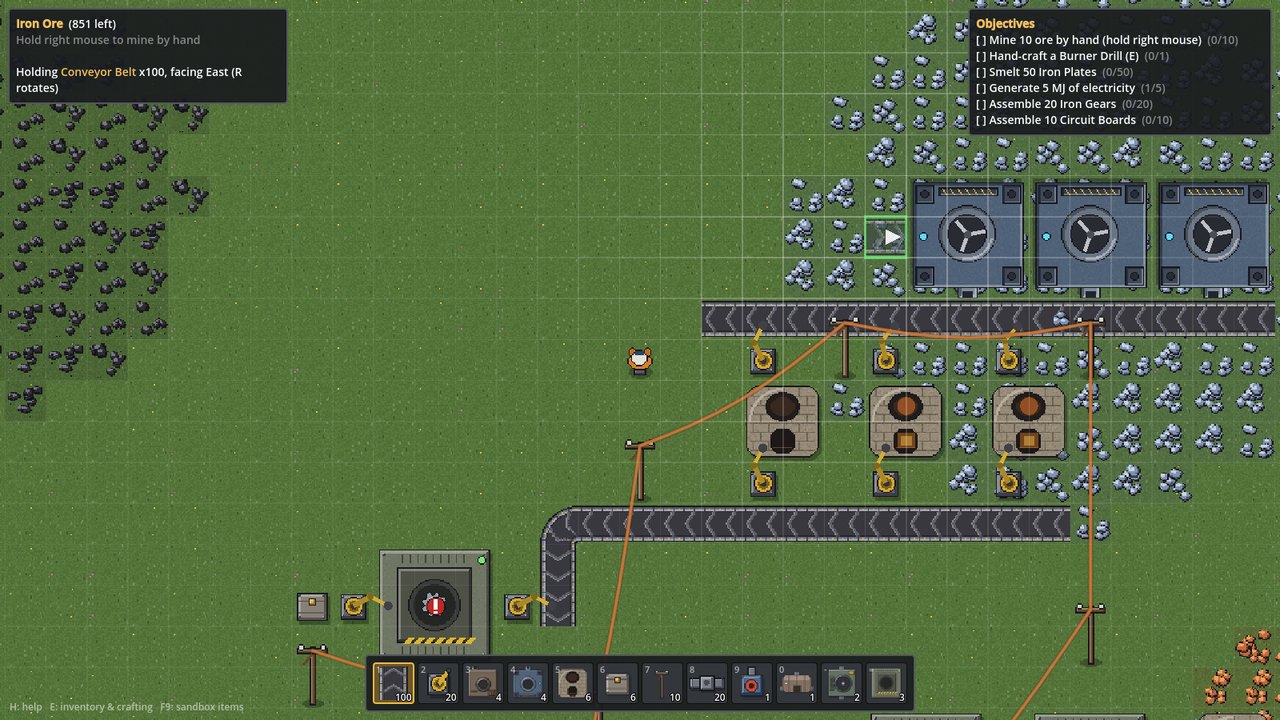 Iron Ore (851 left)
Hold right mouse to mine by hand
Holding Conveyor Belt x100, facing East (R
rotates)
Objectives
[ ] Mine 10 ore by hand (hold right mouse) (0/10)
[ ] Hand-craft a Burner Drill (E) (0/1)
[ ] Smelt 50 Iron Plates (0/50)
[ ] Generate 5 MJ of electricity (1/5)
[ ] Assemble 20 Iron Gears (0/20)
[ ] Assemble 10 Circuit Boards (0/10)
1 2 3 4 5 6 7 8 9 0
100 20 4 4 6 6 10 20 1 1 2 3
H: help E: inventory & crafting F9: sandbox items